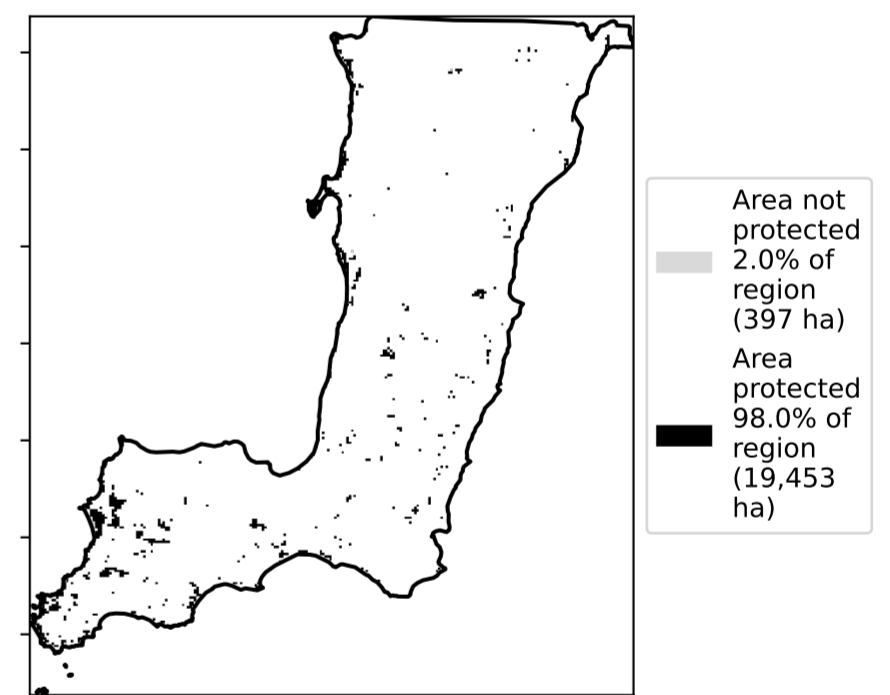 Area not
protected
2.0% of
region
(397 ha)
Area
protected
98.0% of
region
(19,453
ha)